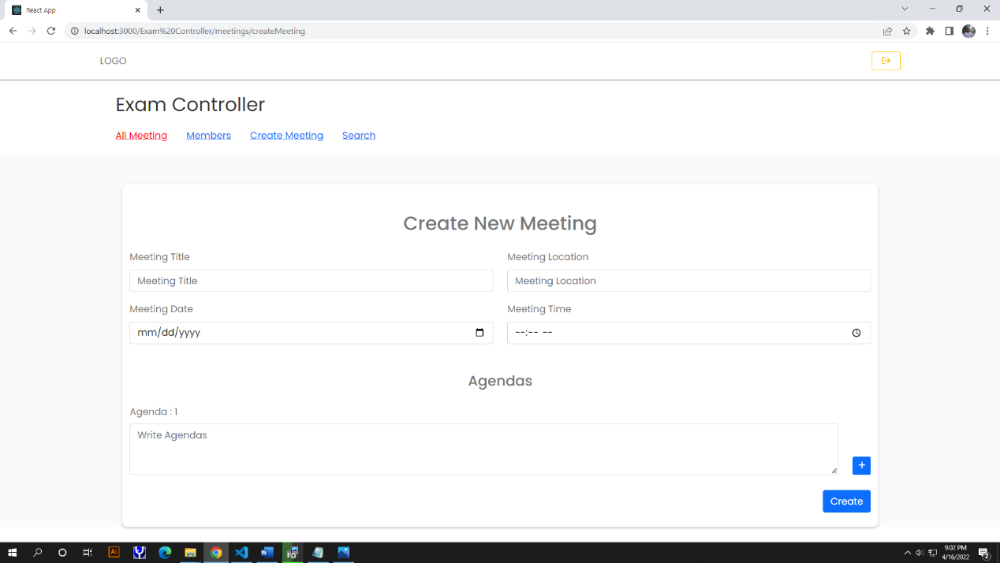 React App
localhost:3000/Exam%20Controller/meetings/createMeeting
LOGO
Exam Controller
All Meeting Members Create Meeting Search
Create New Meeting
Meeting Title Meeting Location
Meeting Title Meeting Location
Meeting Date Meeting Time
mm/dd/yyyy --:-- --
Agendas
Agenda : 1
Write Agendas
+
Create
Ai
9:02 PM
4/16/2022
2